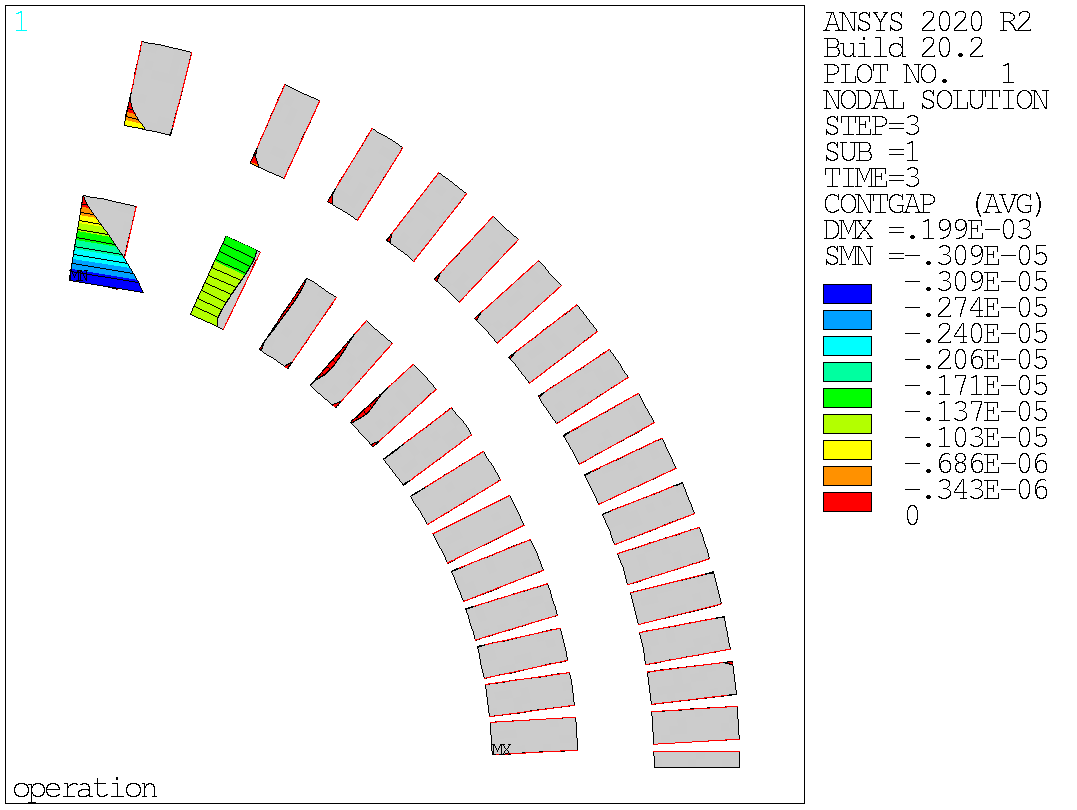 1
ANSYS 2020 R2
Build 20.2
PLOT NO.   1
NODAL SOLUTION
STEP=3
SUB =1
TIME=3
CONTGAP  (AVG)
DMX =.199E-03
SMN =-.309E-05
-.309E-05
-.274E-05
-.240E-05
-.206E-05
-.171E-05
-.137E-05
-.103E-05
-.686E-06
-.343E-06
0
MX
operation